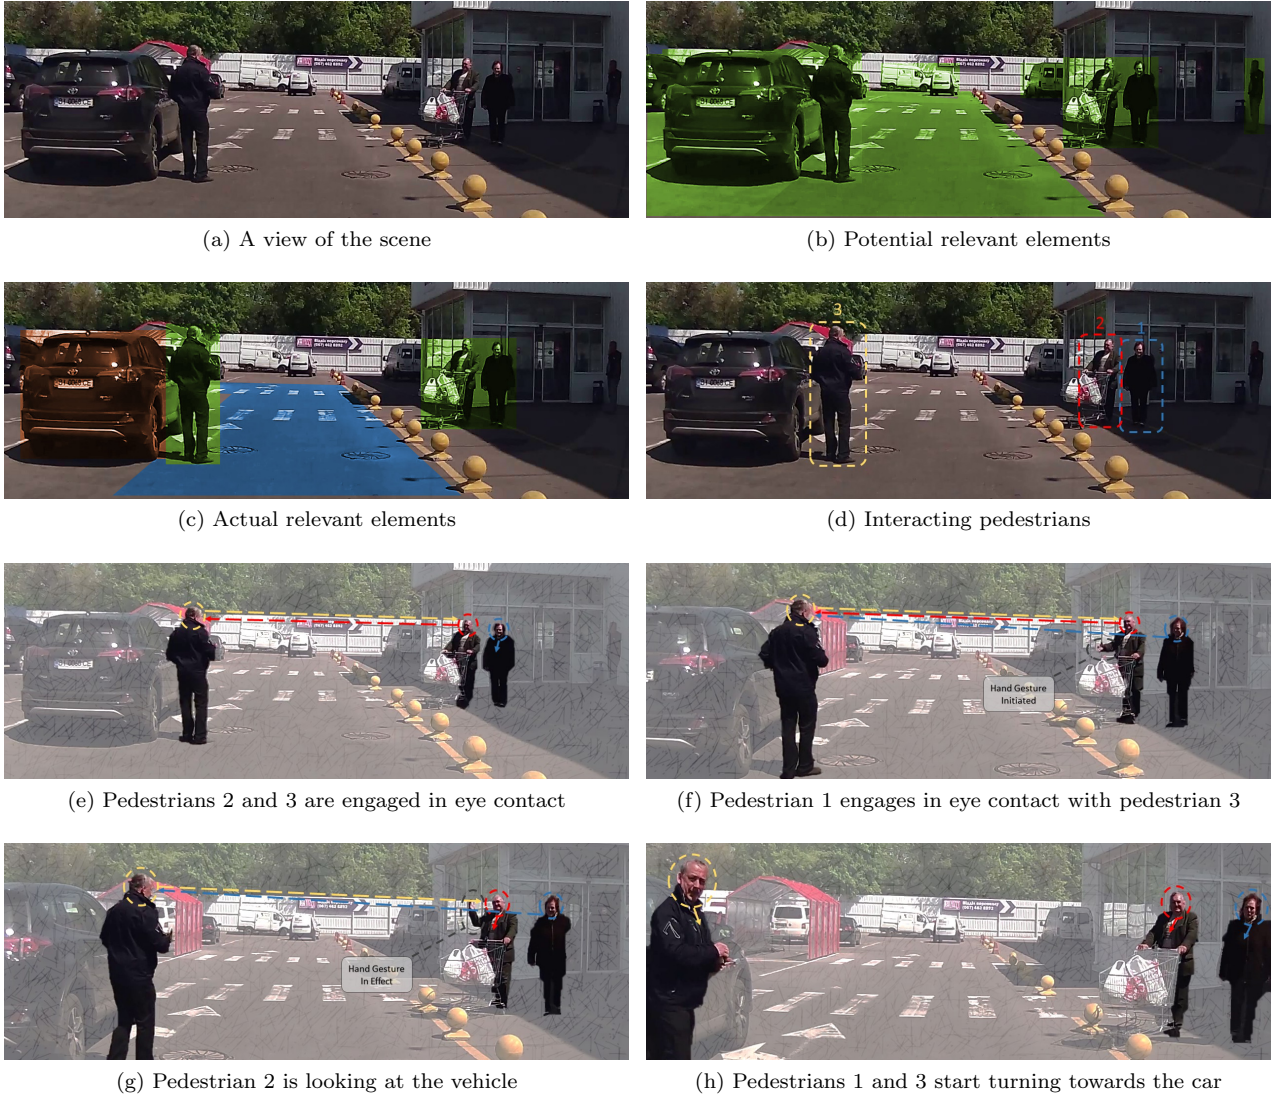 (a) A view of the scene
(b) Potential relevant elements
(c) Actual relevant elements
3
2
1
(d) Interacting pedestrians
(e) Pedestrians 2 and 3 are engaged in eye contact
Hand Gesture
Initiated
(f) Pedestrian 1 engages in eye contact with pedestrian 3
Hand Gesture
In Effect
(g) Pedestrian 2 is looking at the vehicle
(h) Pedestrians 1 and 3 start turning towards the car